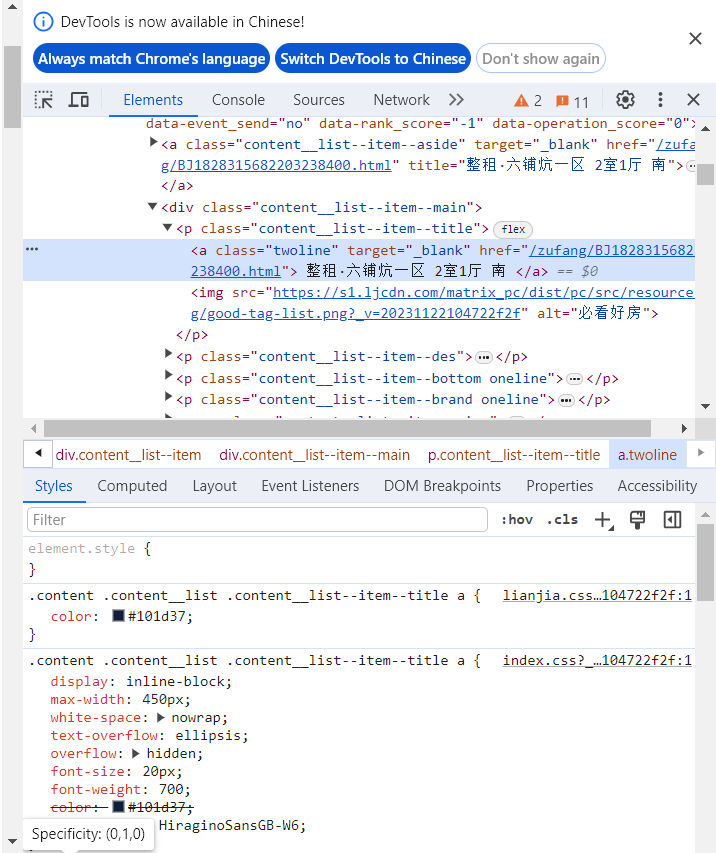 DevTools is now available in Chinese!
Always match Chrome's language Switch DevTools to Chinese Don't show again
Elements Console Sources Network 2 11
data-event_send="no" data-rank_score="-1" data-operation_score="0">
<a class="content__list--item--aside" target="_blank" href="/zufan
g/BJ1828315682203238400.html" title="整租·六铺炕一区 2室1厅 南">…
</a>
<div class="content__list--item--main">
<p class="content__list--item--title"> flex
… <a class="twoline" target="_blank" href="/zufang/BJ1828315682
238400.html"> 整租·六铺炕一区 2室1厅 南 </a> == $0
<img src="https://s1.ljcdn.com/matrix_pc/dist/pc/src/resource
g/good-tag-list.png?_v=20231122104722f2f" alt="必看好房">
</p>
<p class="content__list--item--des">…</p>
<p class="content__list--item--bottom oneline">…</p>
<p class="content__list--item--brand oneline">…</p>
div.content__list--item div.content__list--item--main p.content__list--item--title a.twoline
Styles Computed Layout Event Listeners DOM Breakpoints Properties Accessibility
Filter :hov .cls
element.style {
}
.content .content__list .content__list--item--title a { lianjia.css…104722f2f:1
color: #101d37;
}
.content .content__list .content__list--item--title a { index.css?_…104722f2f:1
display: inline-block;
max-width: 450px;
white-space: nowrap;
text-overflow: ellipsis;
overflow: hidden;
font-size: 20px;
font-weight: 700;
color: #101d37;
HiraginoSansGB-W6;
Specificity: (0,1,0)